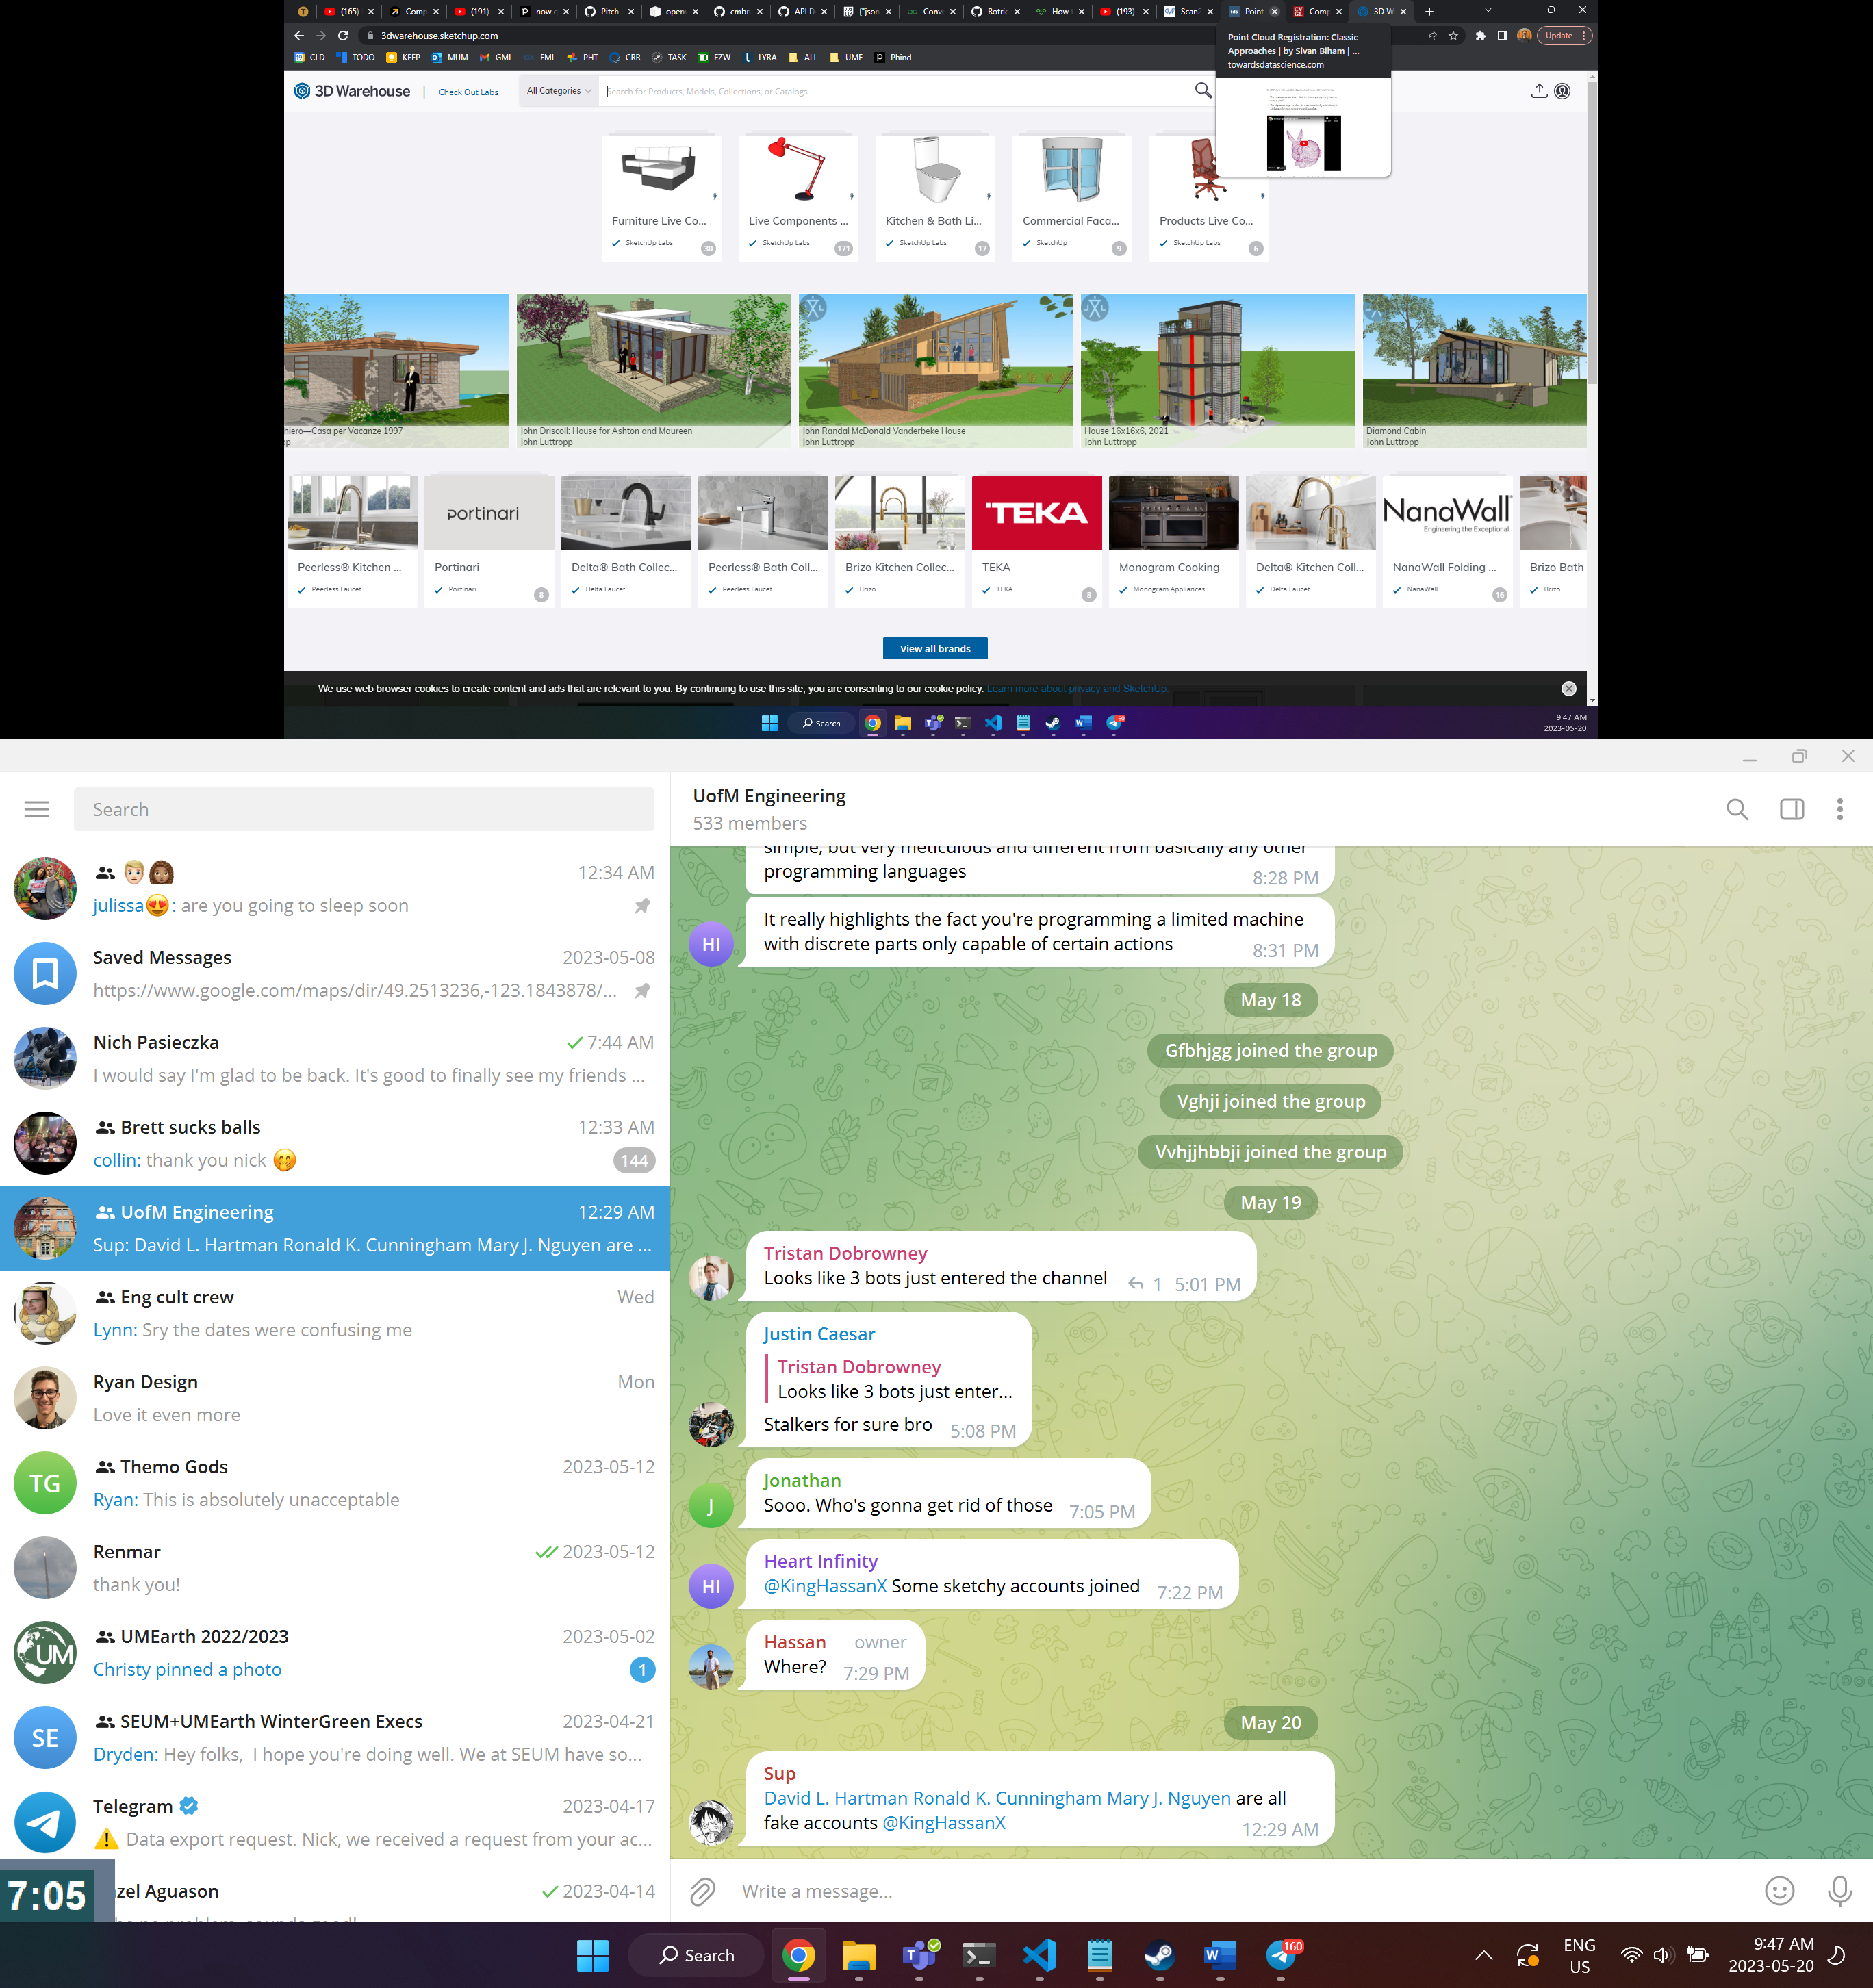 (165)
Comp
(191)
now g
Pitch
open
cmbr
API D
{"json
Conv
Rotric
How
(193)
Scan2
Point
Comp
3D W
3dwarehouse.sketchup.com
Update
CLD TODO KEEP MUM GML EML PHT CRR TASK EZW LYRA ALL UME Phind
Point Cloud Registration: Classic
Approaches | by Sivan Biham | ...
towardsdatascience.com
3D Warehouse
Check Out Labs
All Categories
Search for Products, Models, Collections, or Catalogs
Furniture Live Co...
SketchUp Labs
30
Live Components ...
SketchUp Labs
171
Kitchen & Bath Li...
SketchUp Labs
17
Commercial Faca...
SketchUp
9
Products Live Co...
SketchUp Labs
6
hiero—Casa per Vacanze 1997
John Driscoll: House for Ashton and Maureen
John Luttropp
John Randal McDonald Vanderbeke House
John Luttropp
House 16x16x6, 2021
John Luttropp
Diamond Cabin
John Luttropp
portinari
TEKA
NanaWall
Engineering the Exceptional
Peerless® Kitchen ...
Peerless Faucet
Portinari
Portinari
8
Delta® Bath Collec...
Delta Faucet
Peerless® Bath Coll...
Peerless Faucet
Brizo Kitchen Collec...
Brizo
TEKA
TEKA
8
Monogram Cooking
Monogram Appliances
Delta® Kitchen Coll...
Delta Faucet
NanaWall Folding ...
NanaWall
16
Brizo Bath
Brizo
View all brands
We use web browser cookies to create content and ads that are relevant to you. By continuing to use this site, you are consenting to our cookie policy. Learn more about privacy and SketchUp.
Search
9:47 AM
2023-05-20
Search
12:34 AM
julissa😍: are you going to sleep soon
Saved Messages
2023-05-08
https://www.google.com/maps/dir/49.2513236,-123.1843878/...
Nich Pasieczka
7:44 AM
I would say I'm glad to be back. It's good to finally see my friends ...
Brett sucks balls
12:33 AM
collin: thank you nick 🤭
144
UofM Engineering
12:29 AM
Sup: David L. Hartman Ronald K. Cunningham Mary J. Nguyen are ...
Eng cult crew
Wed
Lynn: Sry the dates were confusing me
Ryan Design
Mon
Love it even more
TG
Themo Gods
2023-05-12
Ryan: This is absolutely unacceptable
Renmar
2023-05-12
thank you!
UM
UMEarth 2022/2023
2023-05-02
Christy pinned a photo
1
SE
SEUM+UMEarth WinterGreen Execs
2023-04-21
Dryden: Hey folks, I hope you're doing well. We at SEUM have so...
Telegram
2023-04-17
⚠️ Data export request. Nick, we received a request from your ac...
zel Aguason
2023-04-14
7:05
UofM Engineering
533 members
simple, but very meticulous and different from basically any other
programming languages
8:28 PM
HI
It really highlights the fact you're programming a limited machine
with discrete parts only capable of certain actions
8:31 PM
May 18
Gfbhjgg joined the group
Vghji joined the group
Vvhjjhbbji joined the group
May 19
Tristan Dobrowney
Looks like 3 bots just entered the channel
1 5:01 PM
Justin Caesar
Tristan Dobrowney
Looks like 3 bots just enter...
Stalkers for sure bro
5:08 PM
J
Jonathan
Sooo. Who's gonna get rid of those
7:05 PM
HI
Heart Infinity
@KingHassanX Some sketchy accounts joined
7:22 PM
Hassan owner
Where?
7:29 PM
May 20
Sup
David L. Hartman Ronald K. Cunningham Mary J. Nguyen are all
fake accounts @KingHassanX
12:29 AM
Write a message...
Search
160
ENG
US
9:47 AM
2023-05-20